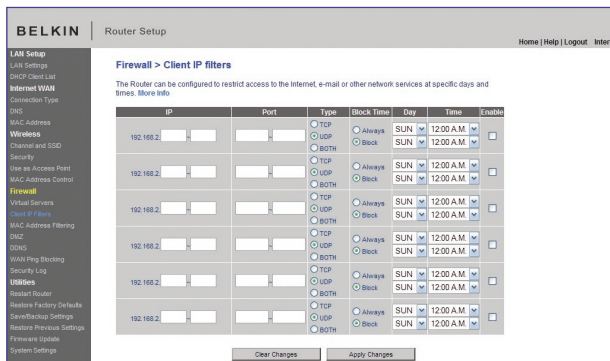 BELKIN
Router Setup
Home | Help | Logout Inter
LAN Setup
LAN Settings
DHCP Client List
Internet WAN
Connection Type
DNS
MAC Address
Wireless
Channel and SSID
Security
Use as Access Point
MAC Address Control
Firewall
Virtual Servers
Client IP Filters
MAC Address Filtering
DMZ
DDNS
WAN Ping Blocking
Security Log
Utilities
Restart Router
Restore Factory Defaults
Save/Backup Settings
Restore Previous Settings
Firmware Update
System Settings
Firewall > Client IP filters
The Router can be configured to restrict access to the Internet, e-mail or other network services at specific days and
times. More Info
IP Port Type Block Time Day Time Enable
192.168.2. - - TCP UDP BOTH Always Block SUN 12:00 A.M. SUN 12:00 A.M.
192.168.2. - - TCP UDP BOTH Always Block SUN 12:00 A.M. SUN 12:00 A.M.
192.168.2. - - TCP UDP BOTH Always Block SUN 12:00 A.M. SUN 12:00 A.M.
192.168.2. - - TCP UDP BOTH Always Block SUN 12:00 A.M. SUN 12:00 A.M.
192.168.2. - - TCP UDP BOTH Always Block SUN 12:00 A.M. SUN 12:00 A.M.
192.168.2. - - TCP UDP BOTH Always Block SUN 12:00 A.M. SUN 12:00 A.M.
Clear Changes Apply Changes